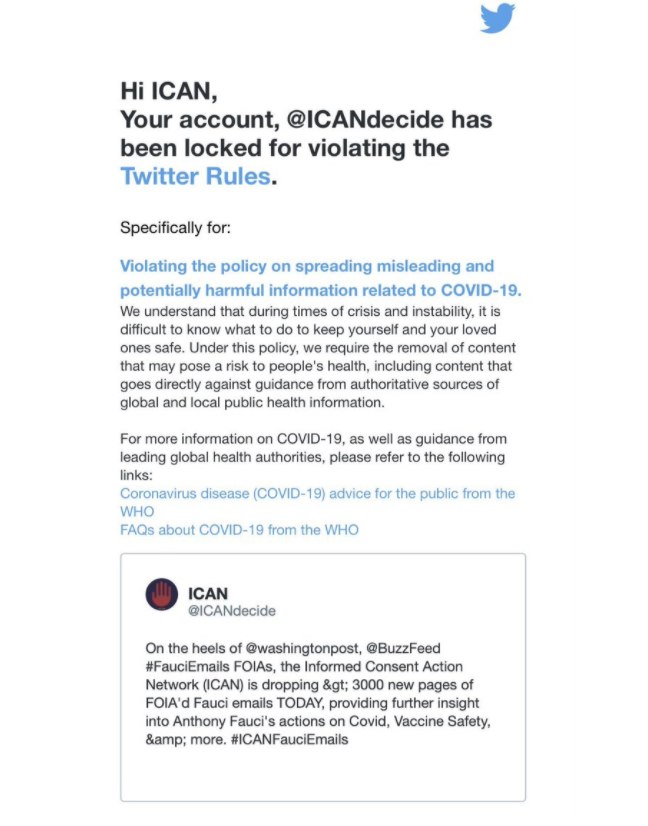 Hi ICAN,
Your account, @ICANdecide has
been locked for violating the
Twitter Rules.
Specifically for:
Violating the policy on spreading misleading and
potentially harmful information related to COVID-19.
We understand that during times of crisis and instability, it is
difficult to know what to do to keep yourself and your loved
ones safe. Under this policy, we require the removal of content
that may pose a risk to people's health, including content that
goes directly against guidance from authoritative sources of
global and local public health information.
For more information on COVID-19, as well as guidance from
leading global health authorities, please refer to the following
links:
Coronavirus disease (COVID-19) advice for the public from the
WHO
FAQs about COVID-19 from the WHO
ICAN
@ICANdecide
On the heels of @washingtonpost, @BuzzFeed
#FauciEmails FOIAs, the Informed Consent Action
Network (ICAN) is dropping &gt; 3000 new pages of
FOIA'd Fauci emails TODAY, providing further insight
into Anthony Fauci's actions on Covid, Vaccine Safety,
&amp; more. #ICANFauciEmails